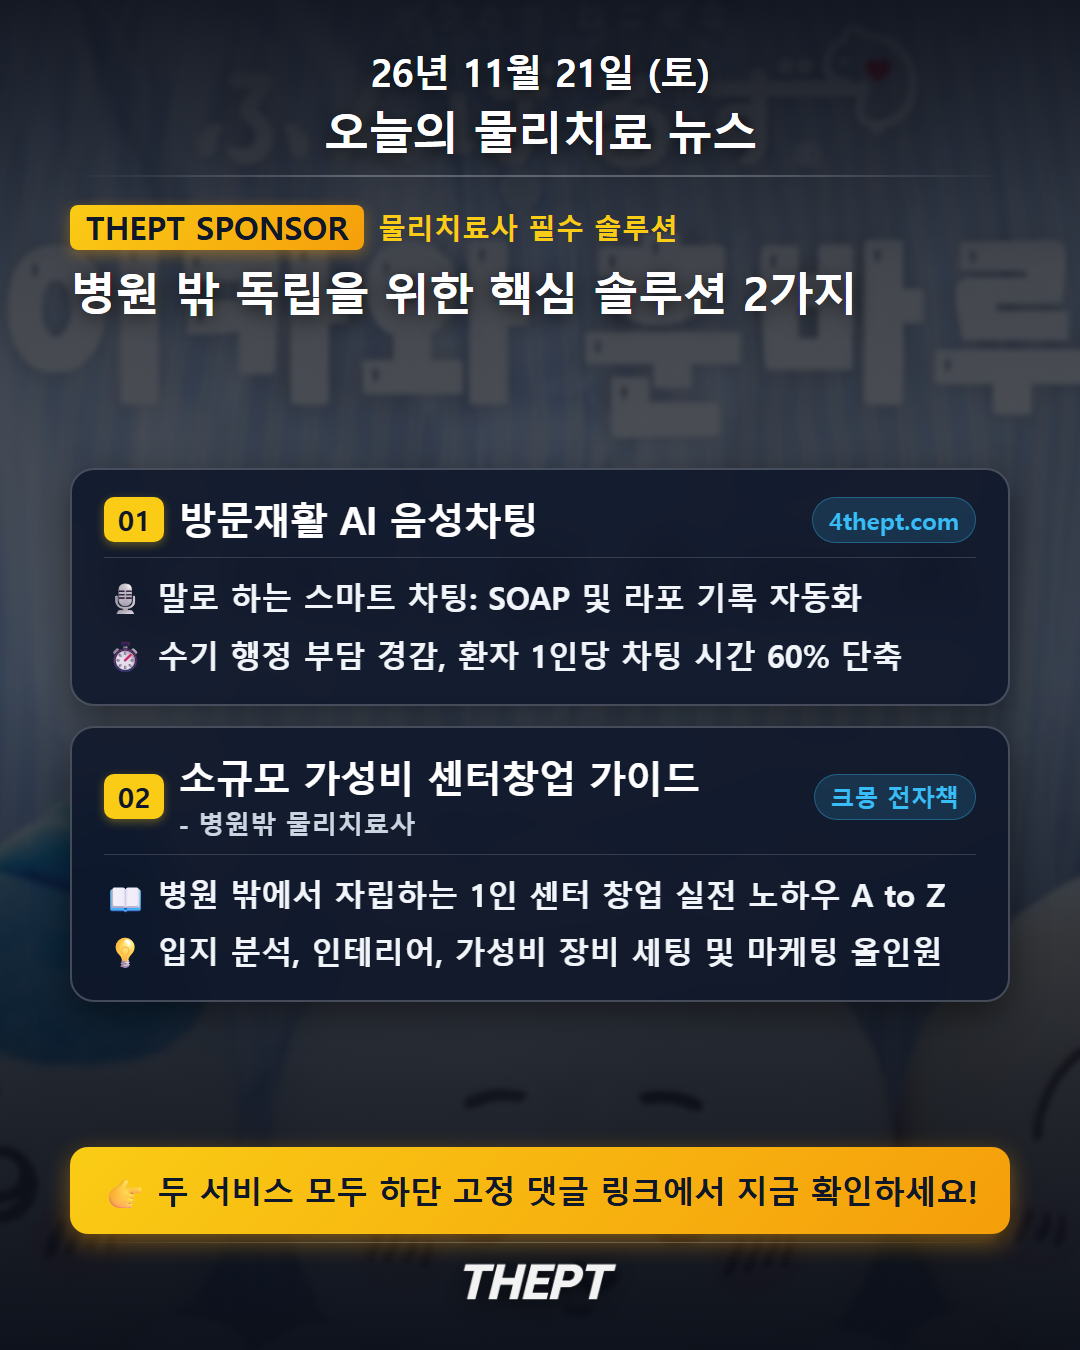 26년 11월 21일 (토)
오늘의 물리치료 뉴스
THEPT SPONSOR 물리치료사 필수 솔루션
병원 밖 독립을 위한 핵심 솔루션 2가지
01 방문재활 AI 음성차팅 4thept.com
말로 하는 스마트 차팅: SOAP 및 라포 기록 자동화
수기 행정 부담 경감, 환자 1인당 차팅 시간 60% 단축
02 소규모 가성비 센터창업 가이드 크몽 전자책
- 병원밖 물리치료사
병원 밖에서 자립하는 1인 센터 창업 실전 노하우 A to Z
입지 분석, 인테리어, 가성비 장비 세팅 및 마케팅 올인원
두 서비스 모두 하단 고정 댓글 링크에서 지금 확인하세요!
THEPT